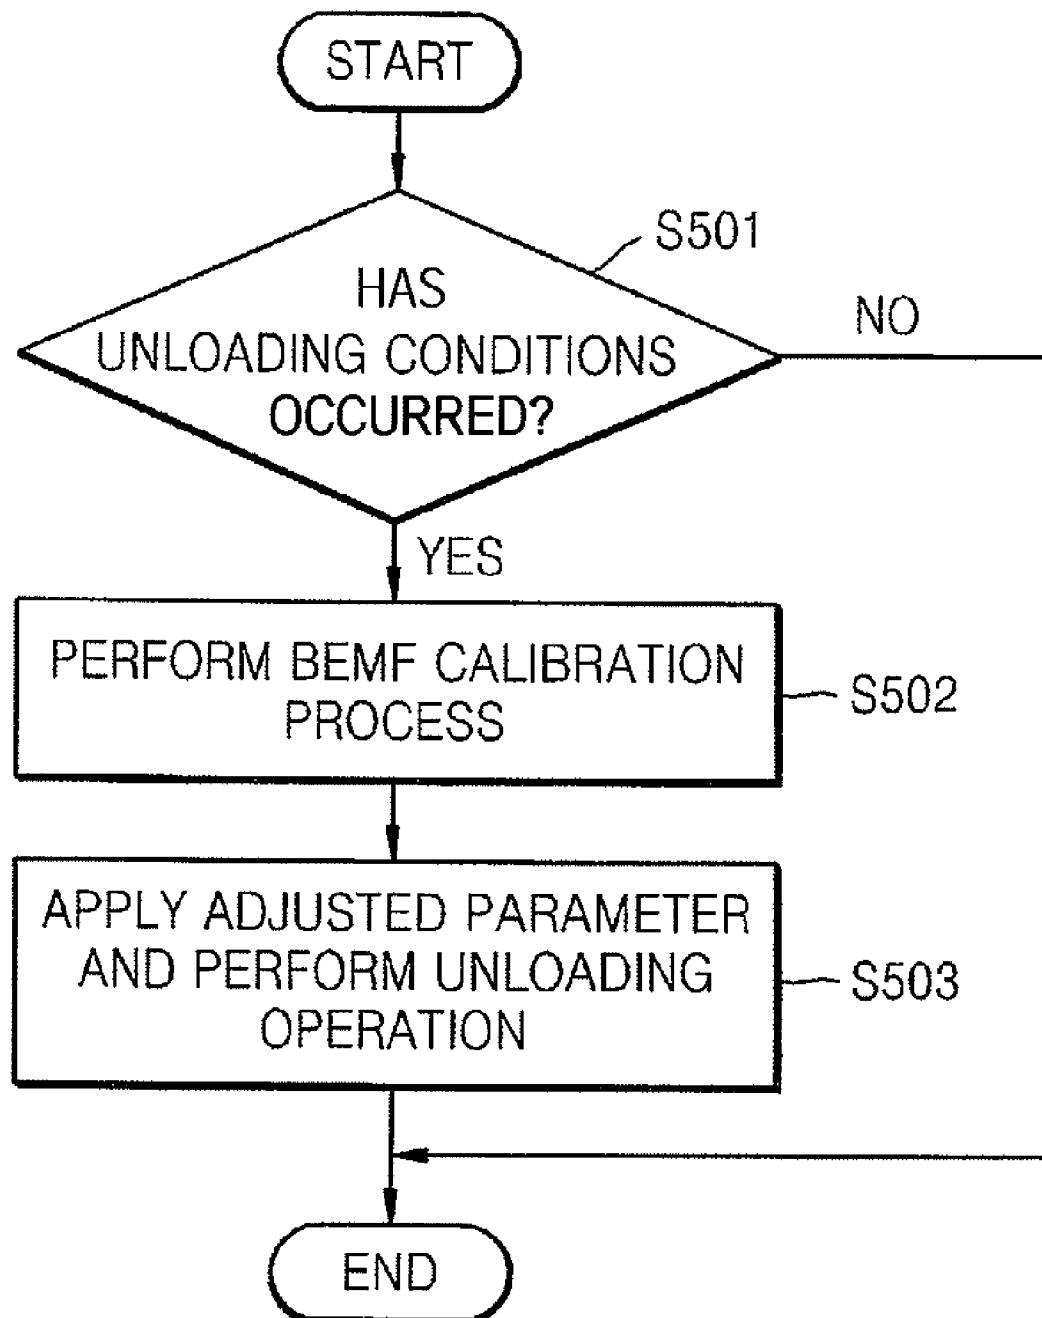 START
S501
HAS
UNLOADING CONDITIONS
OCCURRED?
NO
YES
PERFORM BEMF CALIBRATION
PROCESS
S502
APPLY ADJUSTED PARAMETER
AND PERFORM UNLOADING
OPERATION
S503
END